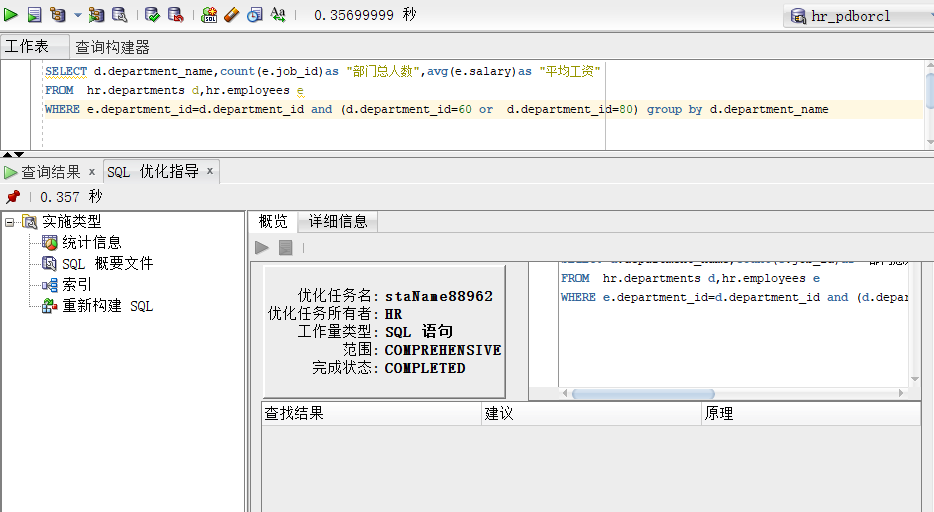 0.35699999 秒
hr_pdborcl
工作表
查询构建器
SELECT d.department_name,count(e.job_id)as "部门总人数",avg(e.salary)as "平均工资"
FROM hr.departments d,hr.employees e
WHERE e.department_id=d.department_id and (d.department_id=60 or d.department_id=80) group by d.department_name
查询结果 ×
SQL 优化指导 ×
0.357 秒
实施类型
统计信息
SQL 概要文件
索引
重新构建 SQL
概览
详细信息
优化任务名: staName88962
优化任务所有者: HR
工作量类型: SQL 语句
范围: COMPREHENSIVE
完成状态: COMPLETED
FROM hr.departments d,hr.employees e
WHERE e.department_id=d.department_id and (d.depar
查找结果
建议
原理